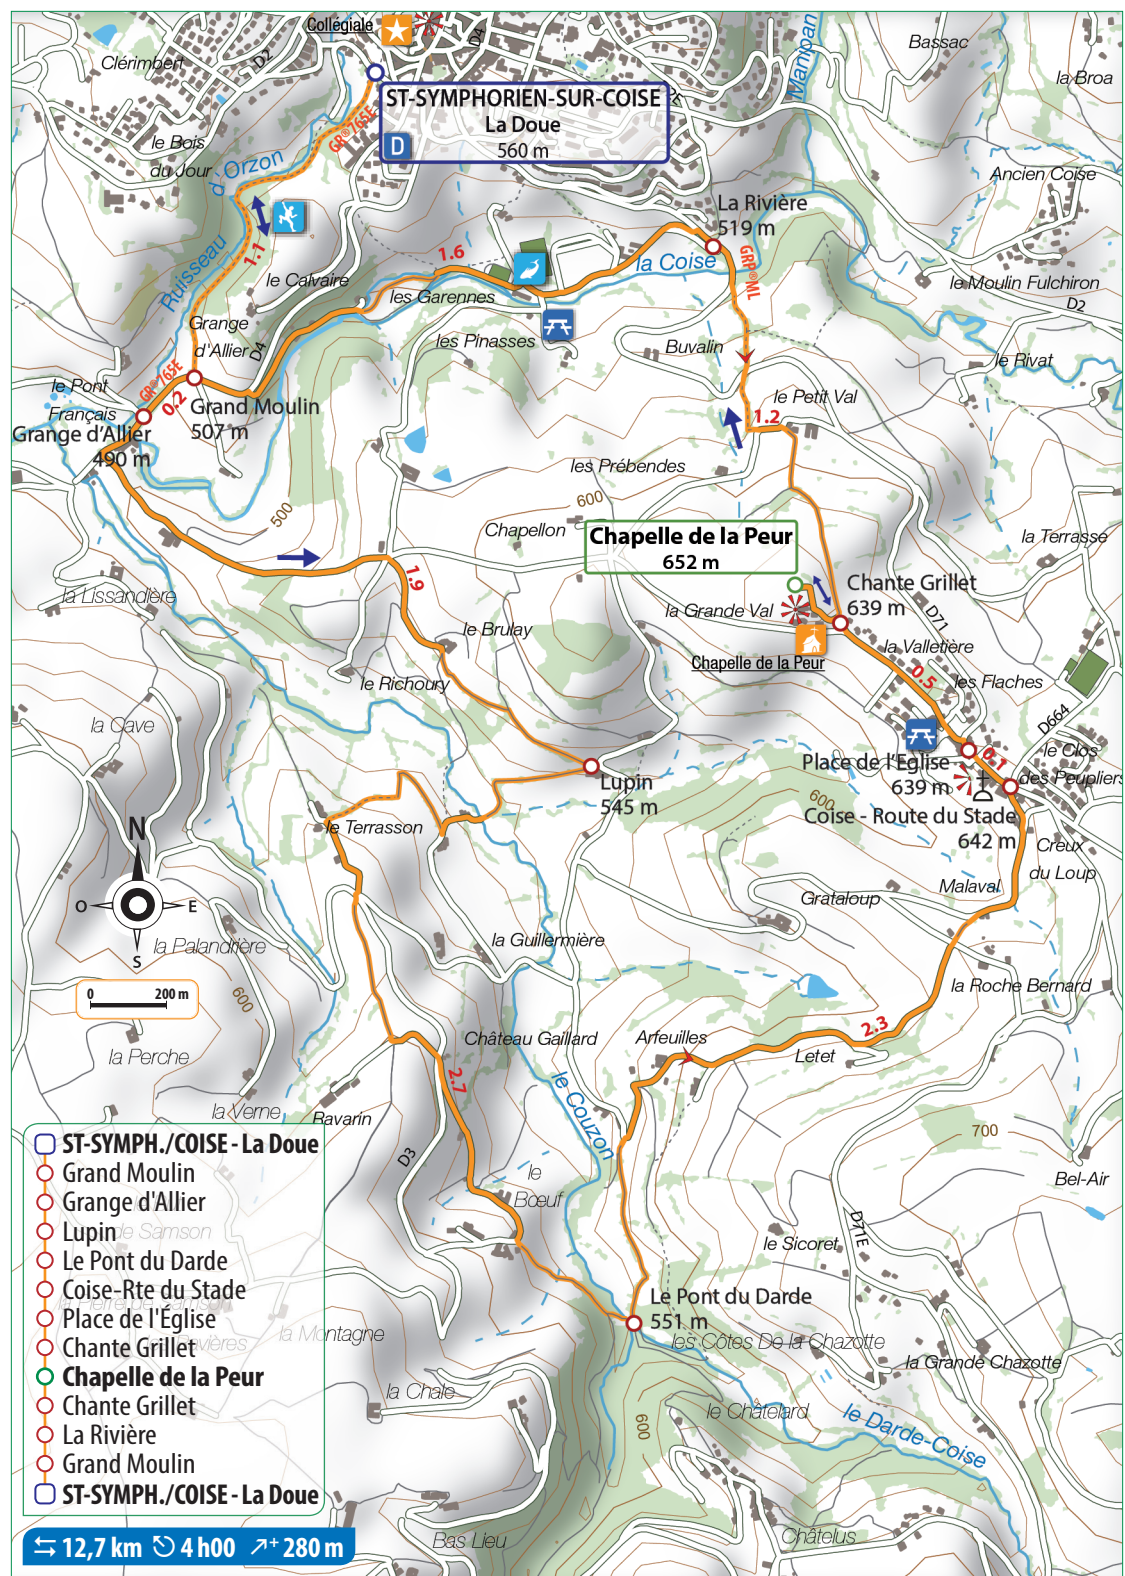 Collégiale
D4
Clérimbert
D2
Manipan
Bassac
la Broa
GR®765E
ST-SYMPHORIEN-SUR-COISE
La Doue
560 m
D
le Bois
du Jour
d'Orzon
Ruisseau
1.1
Ancien Coise
La Rivière
519 m
GRP®ML
la Coise
1.6
le Calvaire
les Garennes
le Moulin Fulchiron
D2
Grange
d'Allier
D4
les Pinasses
Buvalin
le Rivat
le Pont
Français
GR®765E
0.2
Grand Moulin
507 m
Grange d'Allier
490 m
le Petit Val
1.2
les Prébendes
600
500
Chapellon
Chapelle de la Peur
652 m
la Terrasse
Chante Grillet
639 m
D71
la Lissandière
1.9
la Grande Val
le Brulay
Chapelle de la Peur
la Valletière
0.5
les Flaches
le Richoury
D664
la Cave
le Clos
des Peupliers
Place de l'Eglise
639 m
0.1
Lupin
545 m
600
Coise - Route du Stade
642 m
le Terrasson
Creux
du Loup
N
O
E
S
Malaval
Grataloup
la Palandrière
la Guillermière
0
200 m
600
la Roche Bernard
Château Gaillard
Arfeuilles
2.3
Letet
la Perche
2.7
le Couzon
la Verne
Ravarin
700
D3
Bel-Air
le
Bœuf
D71E
le Sicoret
Le Pont du Darde
551 m
les Côtes De la Chazotte
la Grande Chazotte
la Montagne
la Chale
600
le Châtelard
le Darde-Coise
Bas Lieu
Châtelus
ST-SYMPH./COISE - La Doue
Grand Moulin
Grange d'Allier
Lupin
de Samson
Le Pont du Darde
Coise-Rte du Stade
Place de l'Eglise
Chante Grillet
Chapelle de la Peur
Chante Grillet
La Rivière
Grand Moulin
ST-SYMPH./COISE - La Doue
12,7 km 4 h00 + 280 m